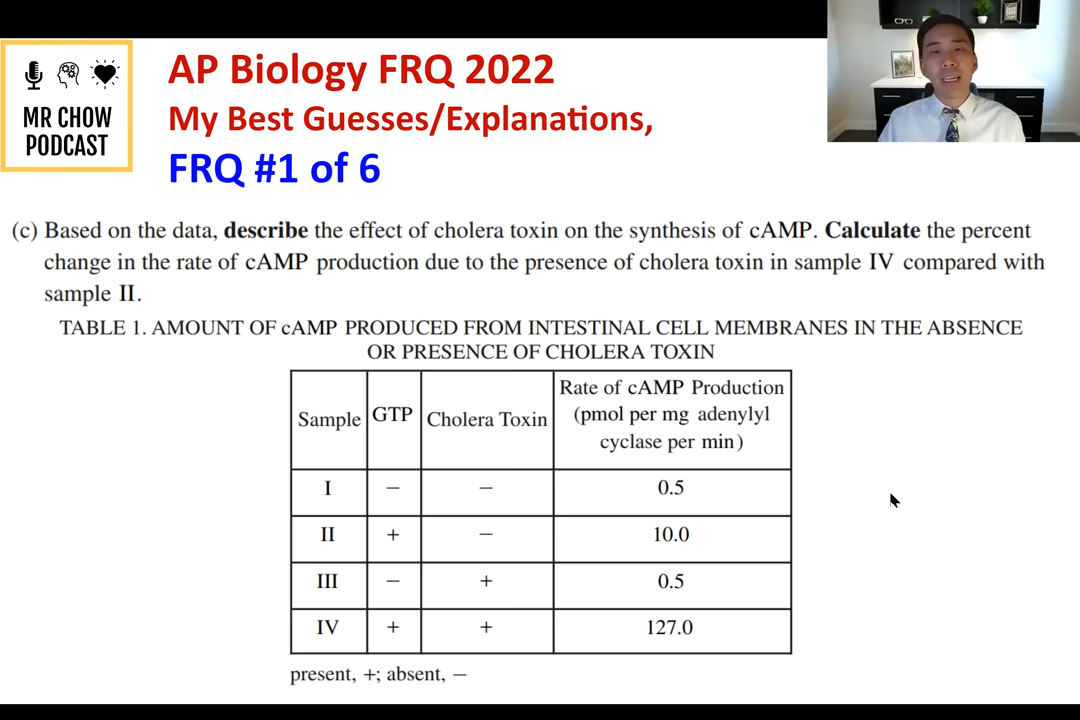 MR CHOW
PODCAST
AP Biology FRQ 2022
My Best Guesses/Explanations,
FRQ #1 of 6
(c) Based on the data, describe the effect of cholera toxin on the synthesis of cAMP. Calculate the percent
change in the rate of cAMP production due to the presence of cholera toxin in sample IV compared with
sample II.
TABLE 1. AMOUNT OF cAMP PRODUCED FROM INTESTINAL CELL MEMBRANES IN THE ABSENCE
OR PRESENCE OF CHOLERA TOXIN
Sample GTP Cholera Toxin Rate of cAMP Production
(pmol per mg adenylyl
cyclase per min)
I − − 0.5
II + − 10.0
III − + 0.5
IV + + 127.0
present, +; absent, −